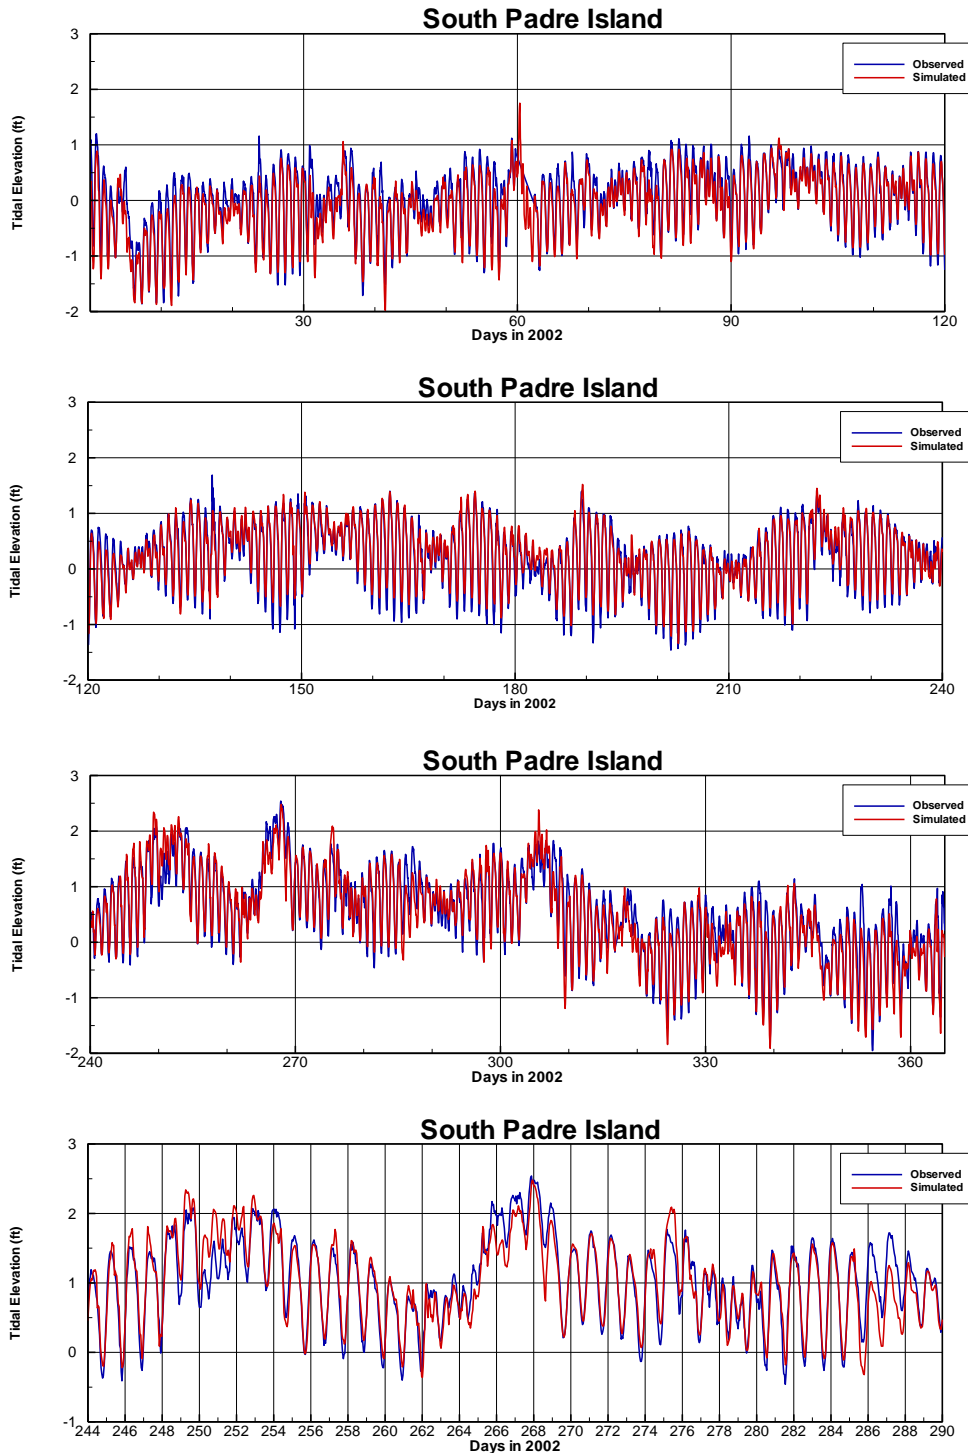 South Padre Island
3
2
1
0
-1
-2
Tidal Elevation (ft)
Observed
Simulated
30
60
90
120
Days in 2002
South Padre Island
3
2
1
0
-1
-2
Tidal Elevation (ft)
Observed
Simulated
120
150
180
210
240
Days in 2002
South Padre Island
3
2
1
0
-1
-2
Tidal Elevation (ft)
Observed
Simulated
240
270
300
330
360
Days in 2002
South Padre Island
3
2
1
0
-1
Tidal Elevation (ft)
Observed
Simulated
244 246 248 250 252 254 256 258 260 262 264 266 268 270 272 274 276 278 280 282 284 286 288 290
Days in 2002